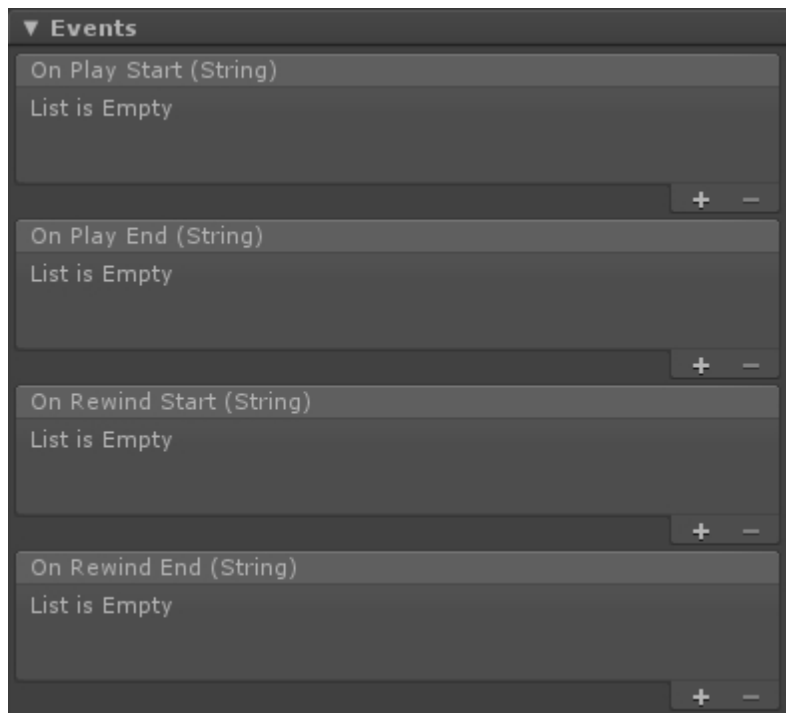 ▼ Events
On Play Start (String)
List is Empty
+ −
On Play End (String)
List is Empty
+ −
On Rewind Start (String)
List is Empty
+ −
On Rewind End (String)
List is Empty
+ −